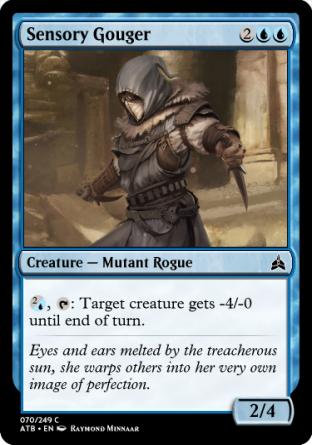 Sensory Gouger 2
Creature — Mutant Rogue
2, : Target creature gets -4/-0
until end of turn.
Eyes and ears melted by the treacherous
sun, she warps others into her very own
image of perfection.
2/4
070/249 C
ATB • EN RAYMOND MINNAAR